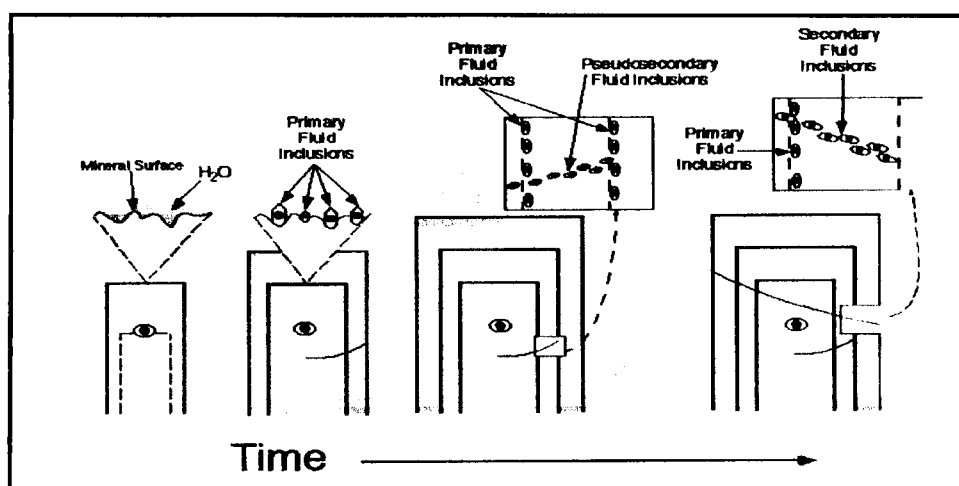 Mineral Surface
H₂O
Primary
Fluid
Inclusions
Primary
Fluid
Inclusions
Pseudosecondary
Fluid Inclusions
Secondary
Fluid
Inclusions
Primary
Fluid
Inclusions
Time